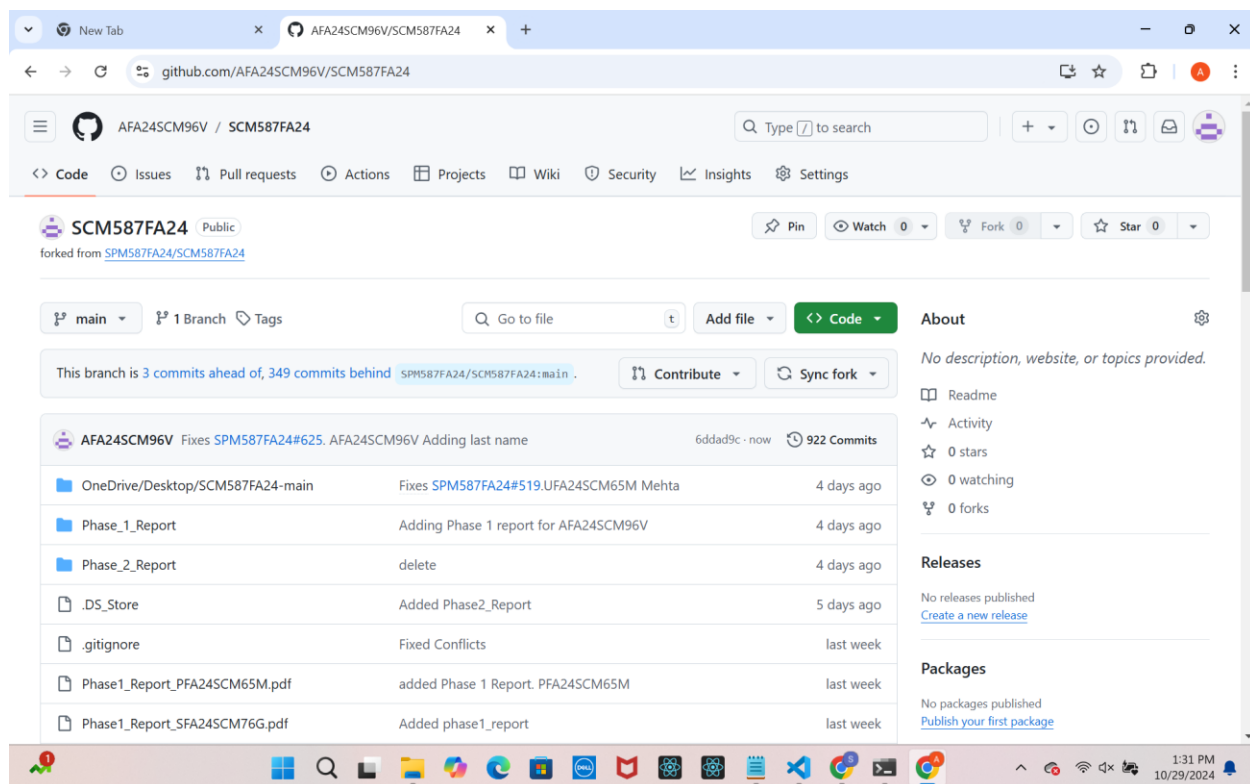 New Tab
AFA24SCM96V/SCM587FA24
github.com/AFA24SCM96V/SCM587FA24
A
AFA24SCM96V / SCM587FA24
Type / to search
Code Issues Pull requests Actions Projects Wiki Security Insights Settings
SCM587FA24 Public
Pin Watch 0 Fork 0 Star 0
forked from SPM587FA24/SCM587FA24
main 1 Branch Tags Go to file t Add file Code
This branch is 3 commits ahead of, 349 commits behind SPM587FA24/SCM587FA24:main .
Contribute Sync fork
AFA24SCM96V Fixes SPM587FA24#625. AFA24SCM96V Adding last name 6ddad9c · now 922 Commits
OneDrive/Desktop/SCM587FA24-main Fixes SPM587FA24#519.UFA24SCM65M Mehta 4 days ago
Phase_1_Report Adding Phase 1 report for AFA24SCM96V 4 days ago
Phase_2_Report delete 4 days ago
.DS_Store Added Phase2_Report 5 days ago
.gitignore Fixed Conflicts last week
Phase1_Report_PFA24SCM65M.pdf added Phase 1 Report. PFA24SCM65M last week
Phase1_Report_SFA24SCM76G.pdf Added phase1_report last week
About
No description, website, or topics provided.
Readme
Activity
0 stars
0 watching
0 forks
Releases
No releases published
Create a new release
Packages
No packages published
Publish your first package
1
DELL
S
A
1:31 PM
10/29/2024